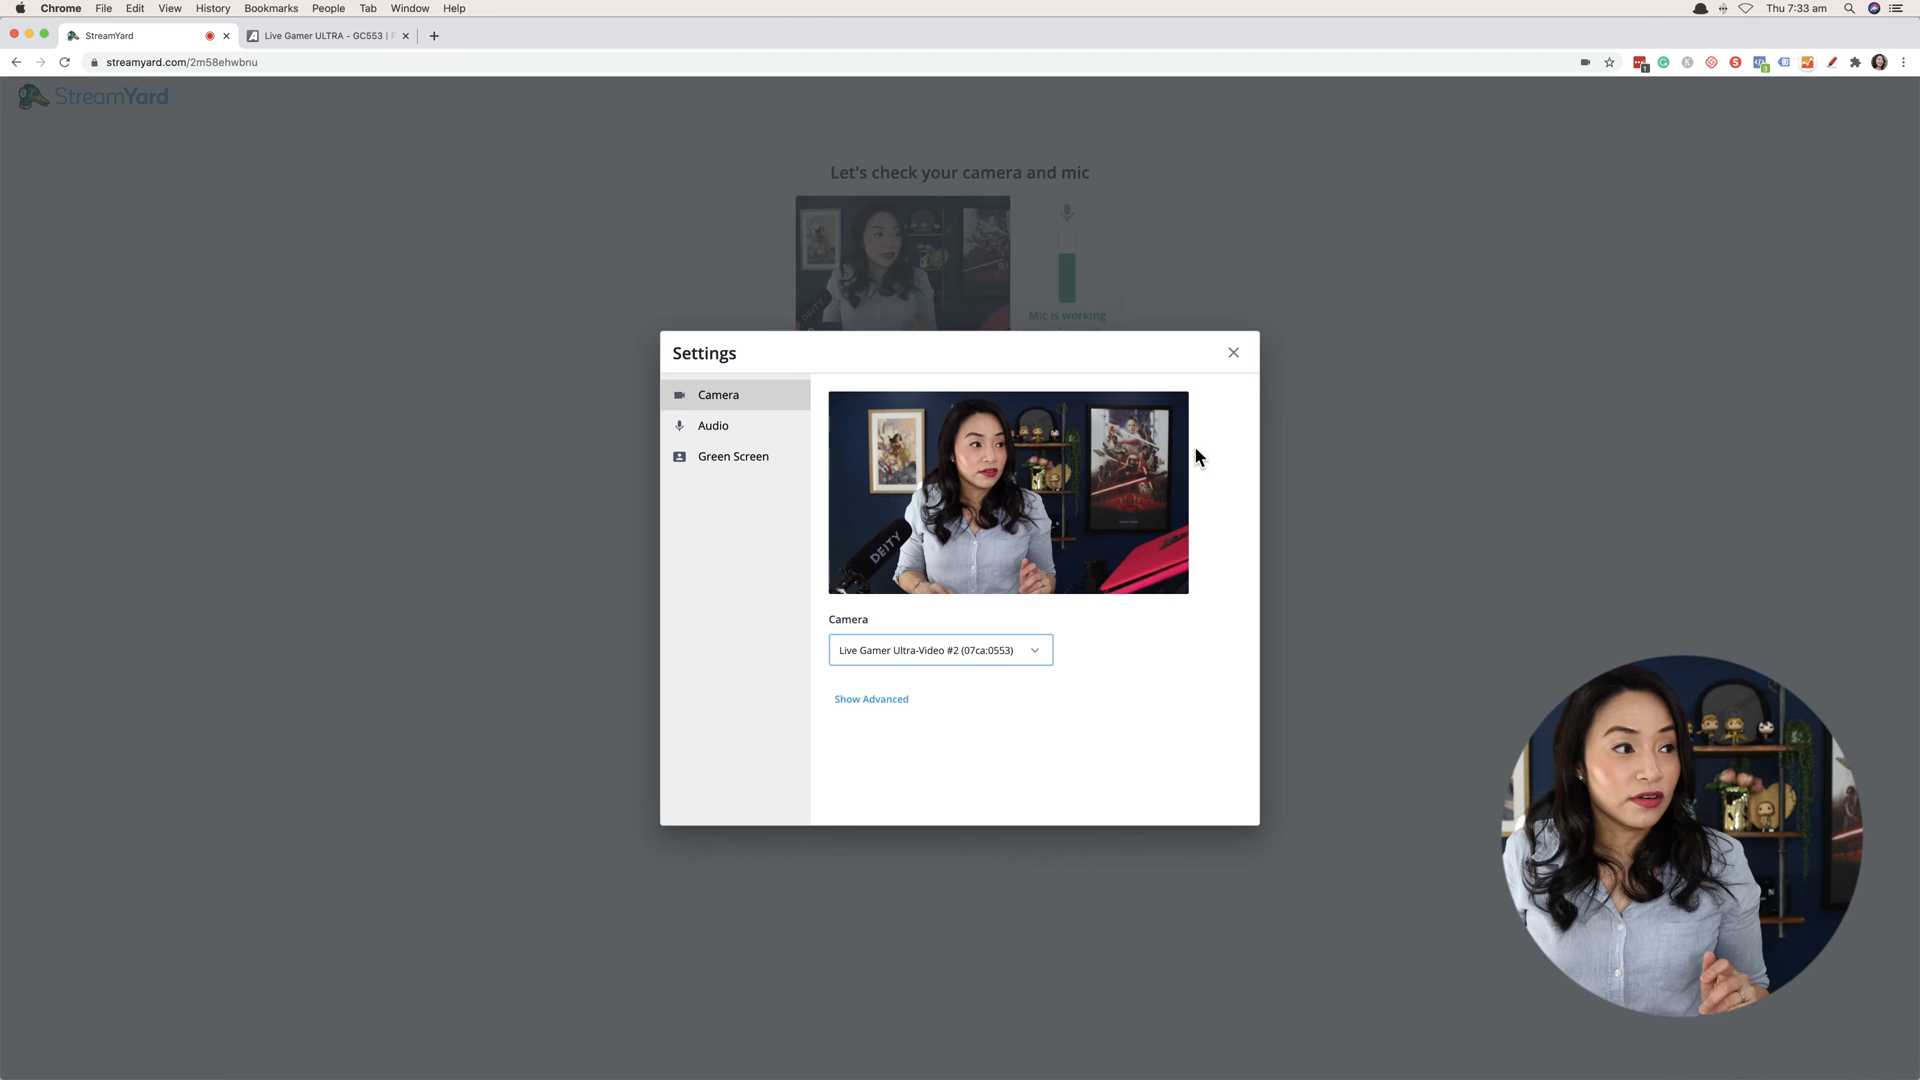 Chrome File Edit View History Bookmarks People Tab Window Help
Thu 7:33 am
StreamYard
Live Gamer ULTRA - GC553 |
streamyard.com/2m58ehwbnu
StreamYard
Let's check your camera and mic
Mic is working
Settings
Camera
Audio
Green Screen
DEITY
Camera
Live Gamer Ultra-Video #2 (07ca:0553)
Show Advanced